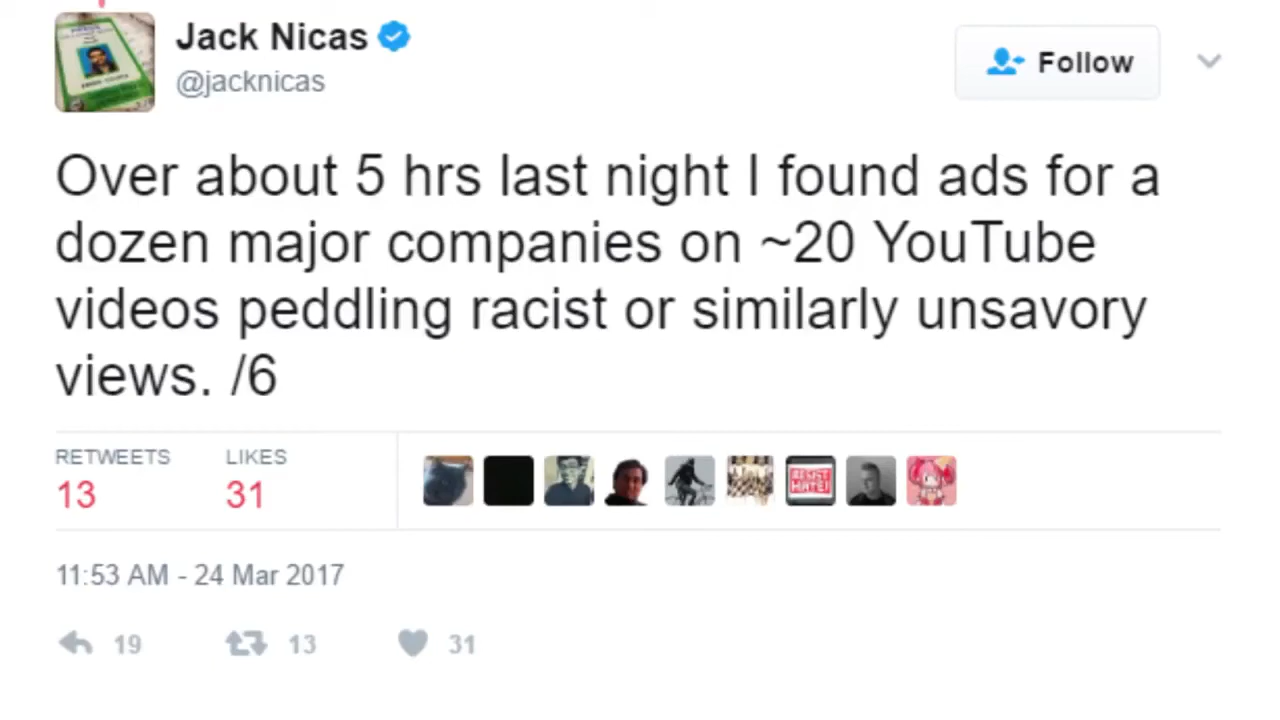 Jack Nicas
@jacknicas
Follow
Over about 5 hrs last night I found ads for a
dozen major companies on ~20 YouTube
videos peddling racist or similarly unsavory
views. /6
RETWEETS LIKES
13 31
RESIST
HATE!
11:53 AM - 24 Mar 2017
19 13 31